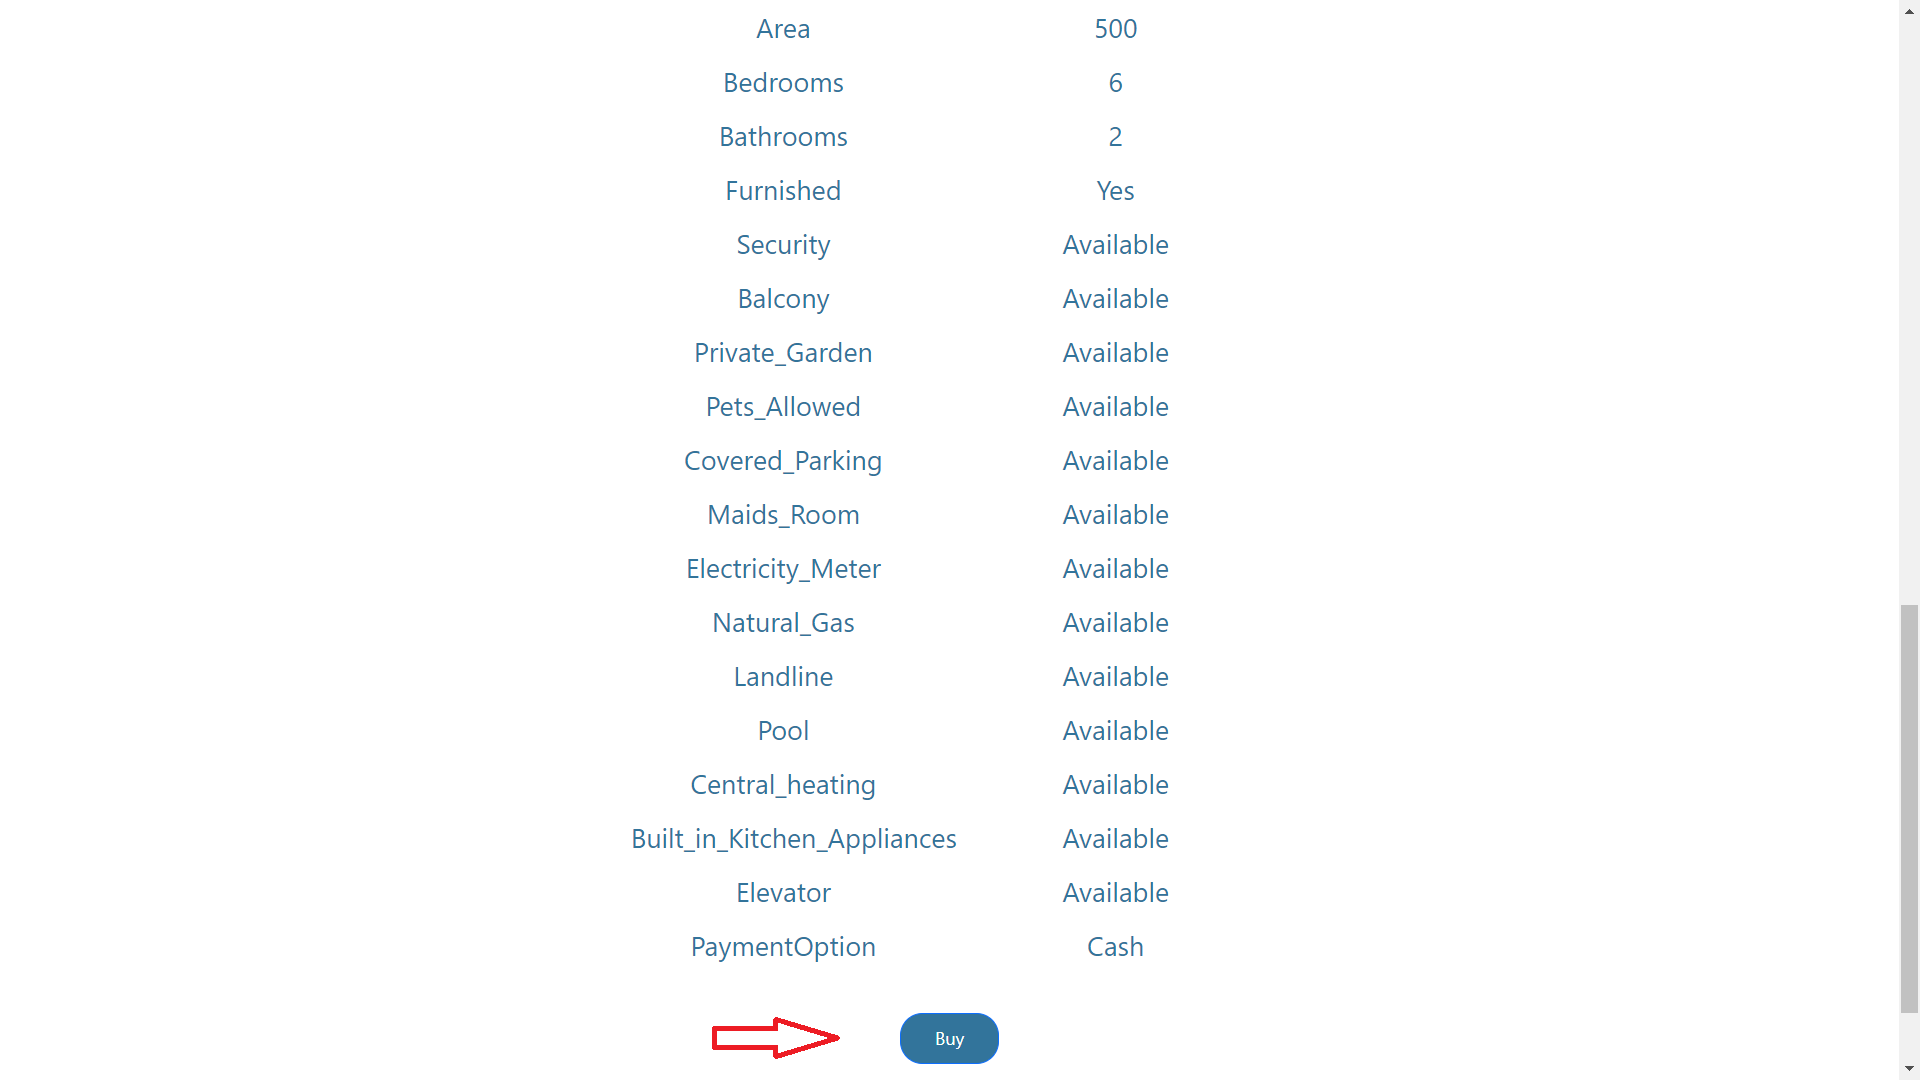 Area 500
Bedrooms 6
Bathrooms 2
Furnished Yes
Security Available
Balcony Available
Private_Garden Available
Pets_Allowed Available
Covered_Parking Available
Maids_Room Available
Electricity_Meter Available
Natural_Gas Available
Landline Available
Pool Available
Central_heating Available
Built_in_Kitchen_Appliances Available
Elevator Available
PaymentOption Cash
Buy